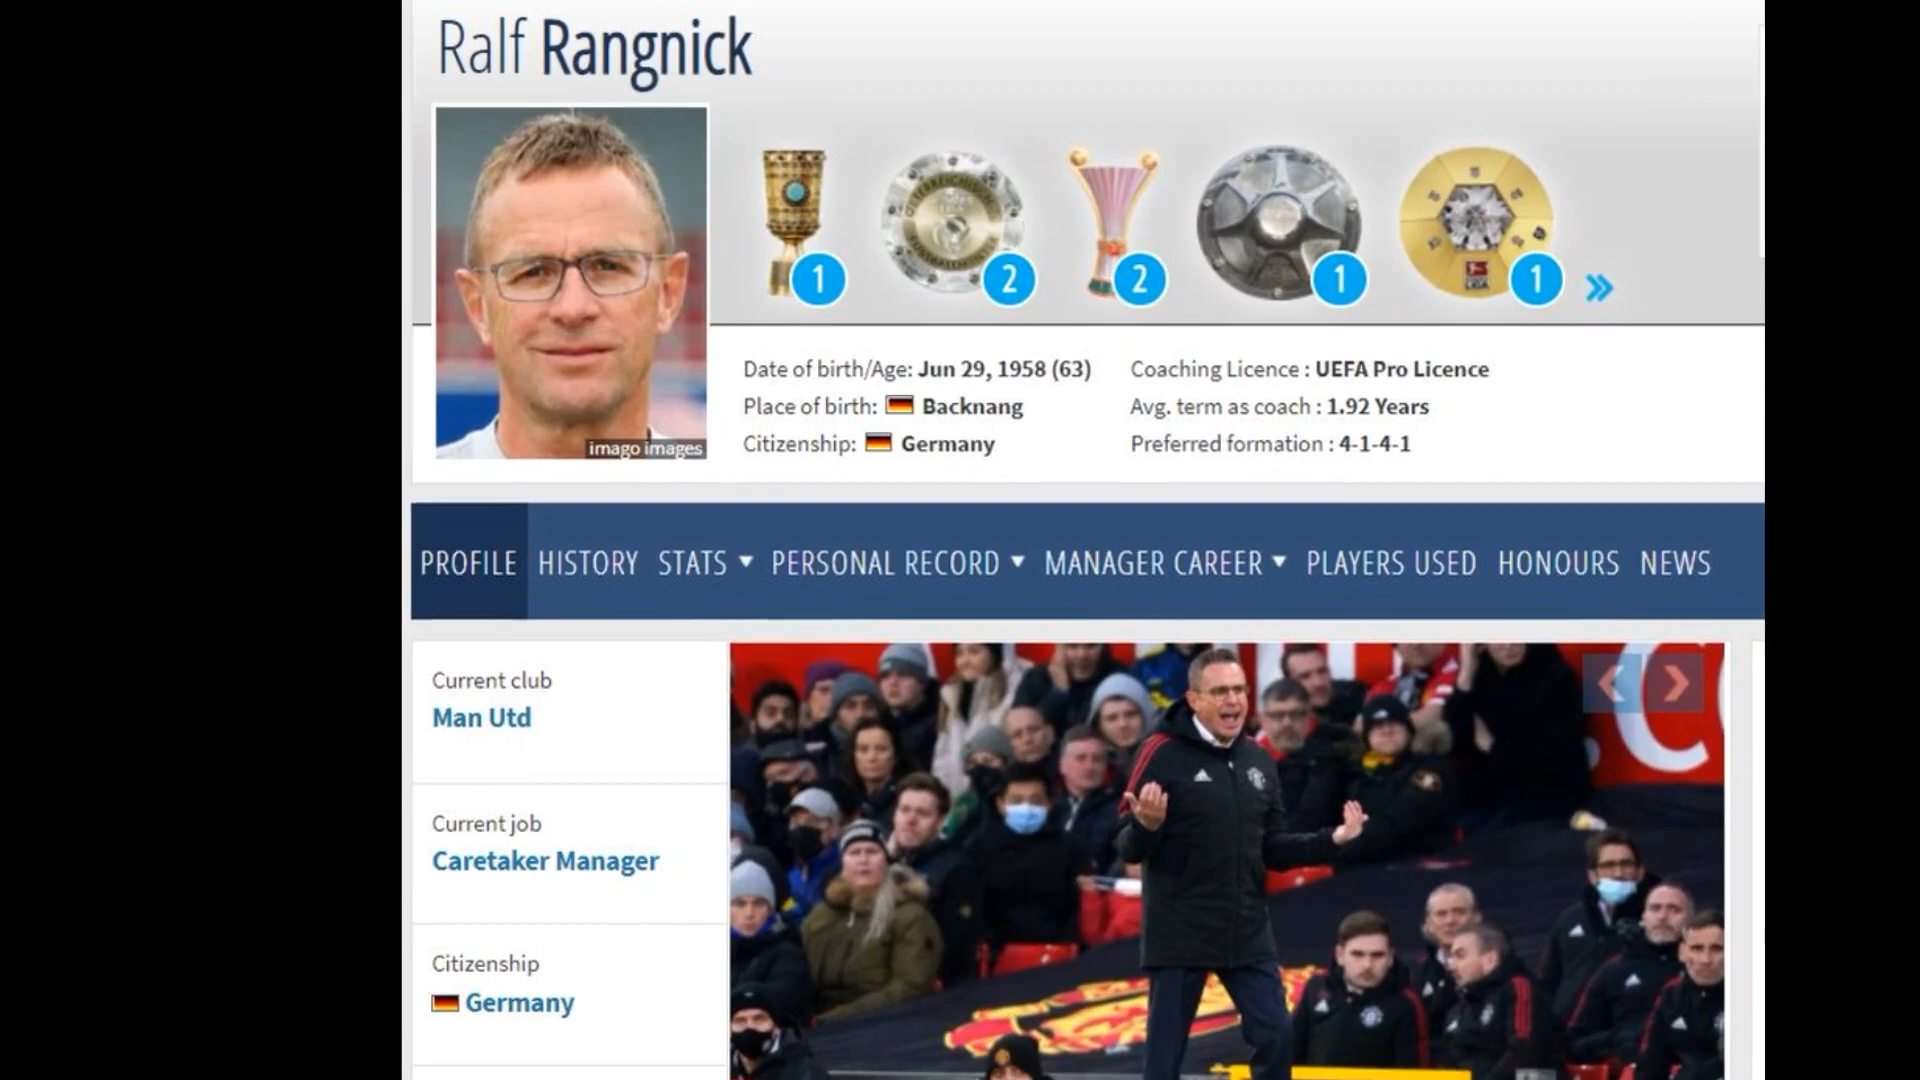 Ralf Rangnick
1 2 2 1 1
imago images
Date of birth/Age: Jun 29, 1958 (63)
Place of birth: Backnang
Citizenship: Germany
Coaching Licence : UEFA Pro Licence
Avg. term as coach : 1.92 Years
Preferred formation : 4-1-4-1
PROFILE HISTORY STATS PERSONAL RECORD MANAGER CAREER PLAYERS USED HONOURS NEWS
Current club
Man Utd
Current job
Caretaker Manager
Citizenship
Germany